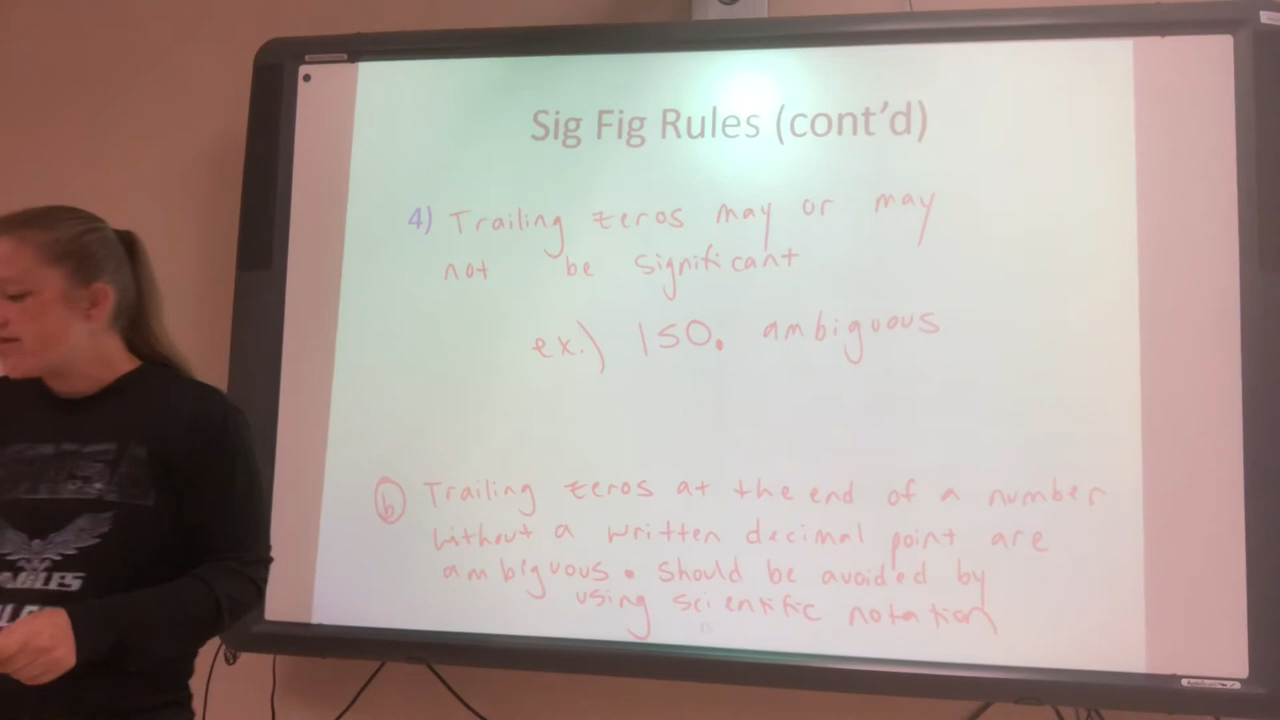 Sig Fig Rules (cont'd)
4) Trailing zeros may or may
not be significant
ex.) 150. ambiguous
b Trailing zeros at the end of a number
without a written decimal point are
ambiguous. Should be avoided by
using scientific notation
AGLES